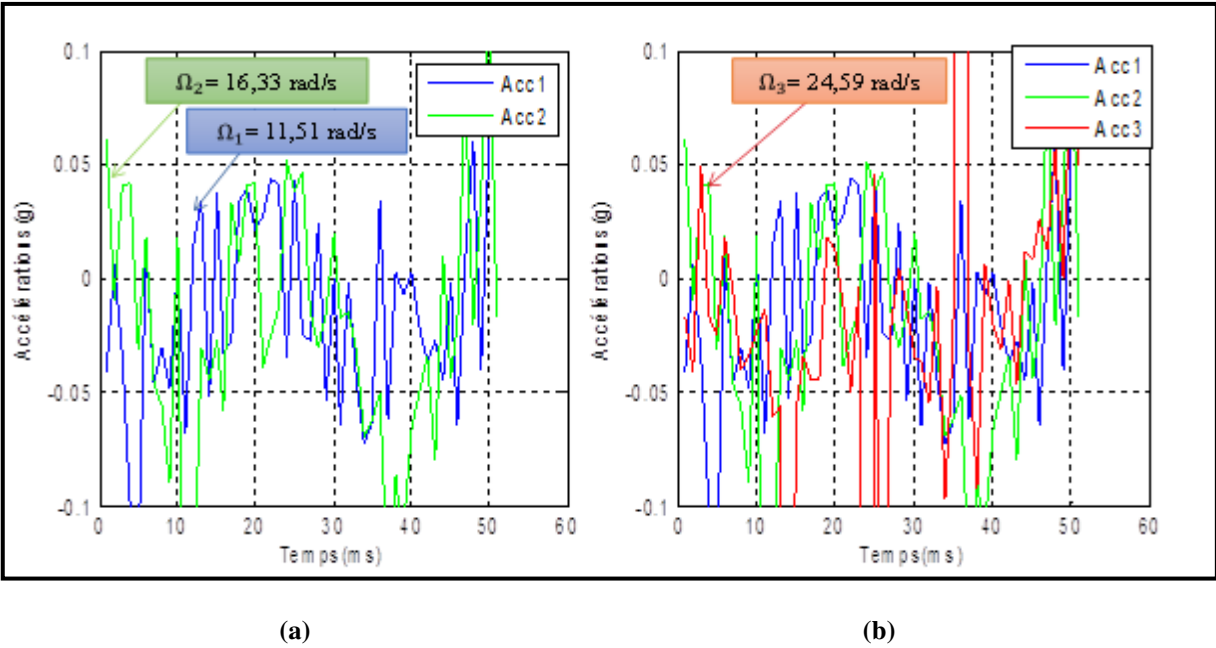 Ω₂= 16,33 rad/s
Ω₁= 11,51 rad/s
Acc1
Acc2
0.1
0.05
0
-0.05
-0.1
0 10 20 30 40 50 60
Accélérations(g)
Temps(ms)
Ω₃= 24,59 rad/s
Acc1
Acc2
Acc3
0.1
0.05
0
-0.05
-0.1
0 10 20 30 40 50 60
Accélérations(g)
Temps(ms)
(a) (b)